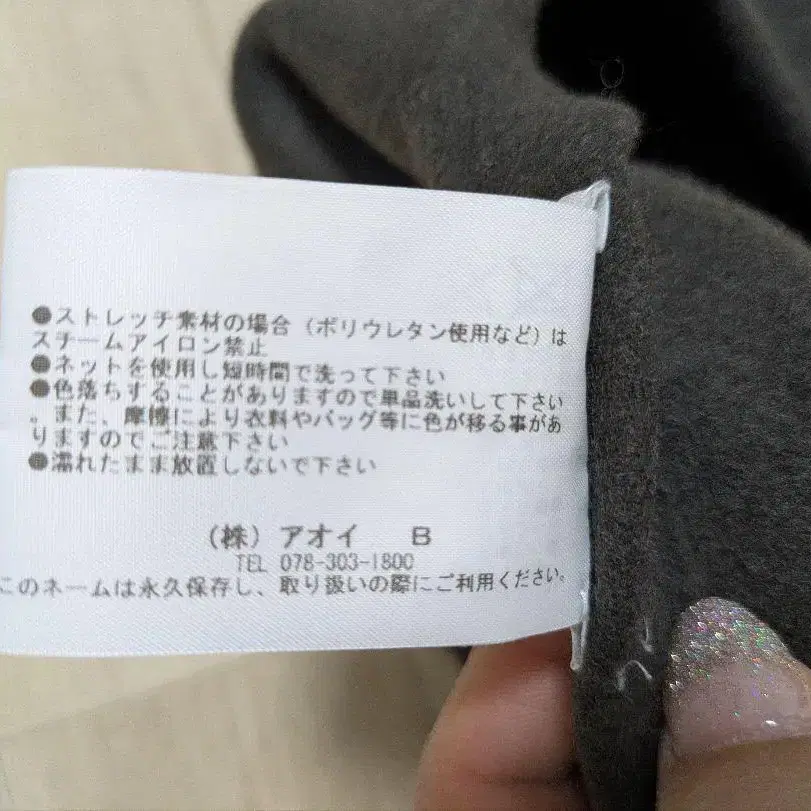 ●ストレッチ素材の場合(ポリウレタン使用など)は
スチームアイロン禁止
●ネットを使用し短時間で洗って下さい
●色落ちすることがありますので単品洗いして下さい
。また、摩擦により衣料やバッグ等に色が移る事があ
りますのでご注意下さい
●濡れたまま放置しないで下さい
(株)アオイ B
TEL 078-303-1800
このネームは永久保存し、取り扱いの際にご利用ください。